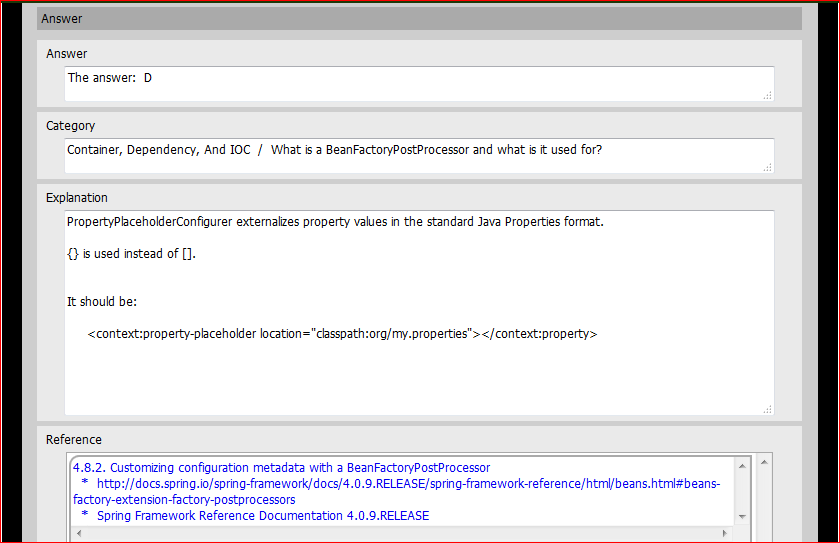 Answer
Answer
The answer:  D
Category
Container, Dependency, And IOC  /  What is a BeanFactoryPostProcessor and what is it used for?
Explanation
PropertyPlaceholderConfigurer externalizes property values in the standard Java Properties format.
{} is used instead of [].
It should be:
<context:property-placeholder location="classpath:org/my.properties"></context:property>
Reference
4.8.2. Customizing configuration metadata with a BeanFactoryPostProcessor
*  http://docs.spring.io/spring-framework/docs/4.0.9.RELEASE/spring-framework-reference/html/beans.html#beans-
factory-extension-factory-postprocessors
*  Spring Framework Reference Documentation 4.0.9.RELEASE